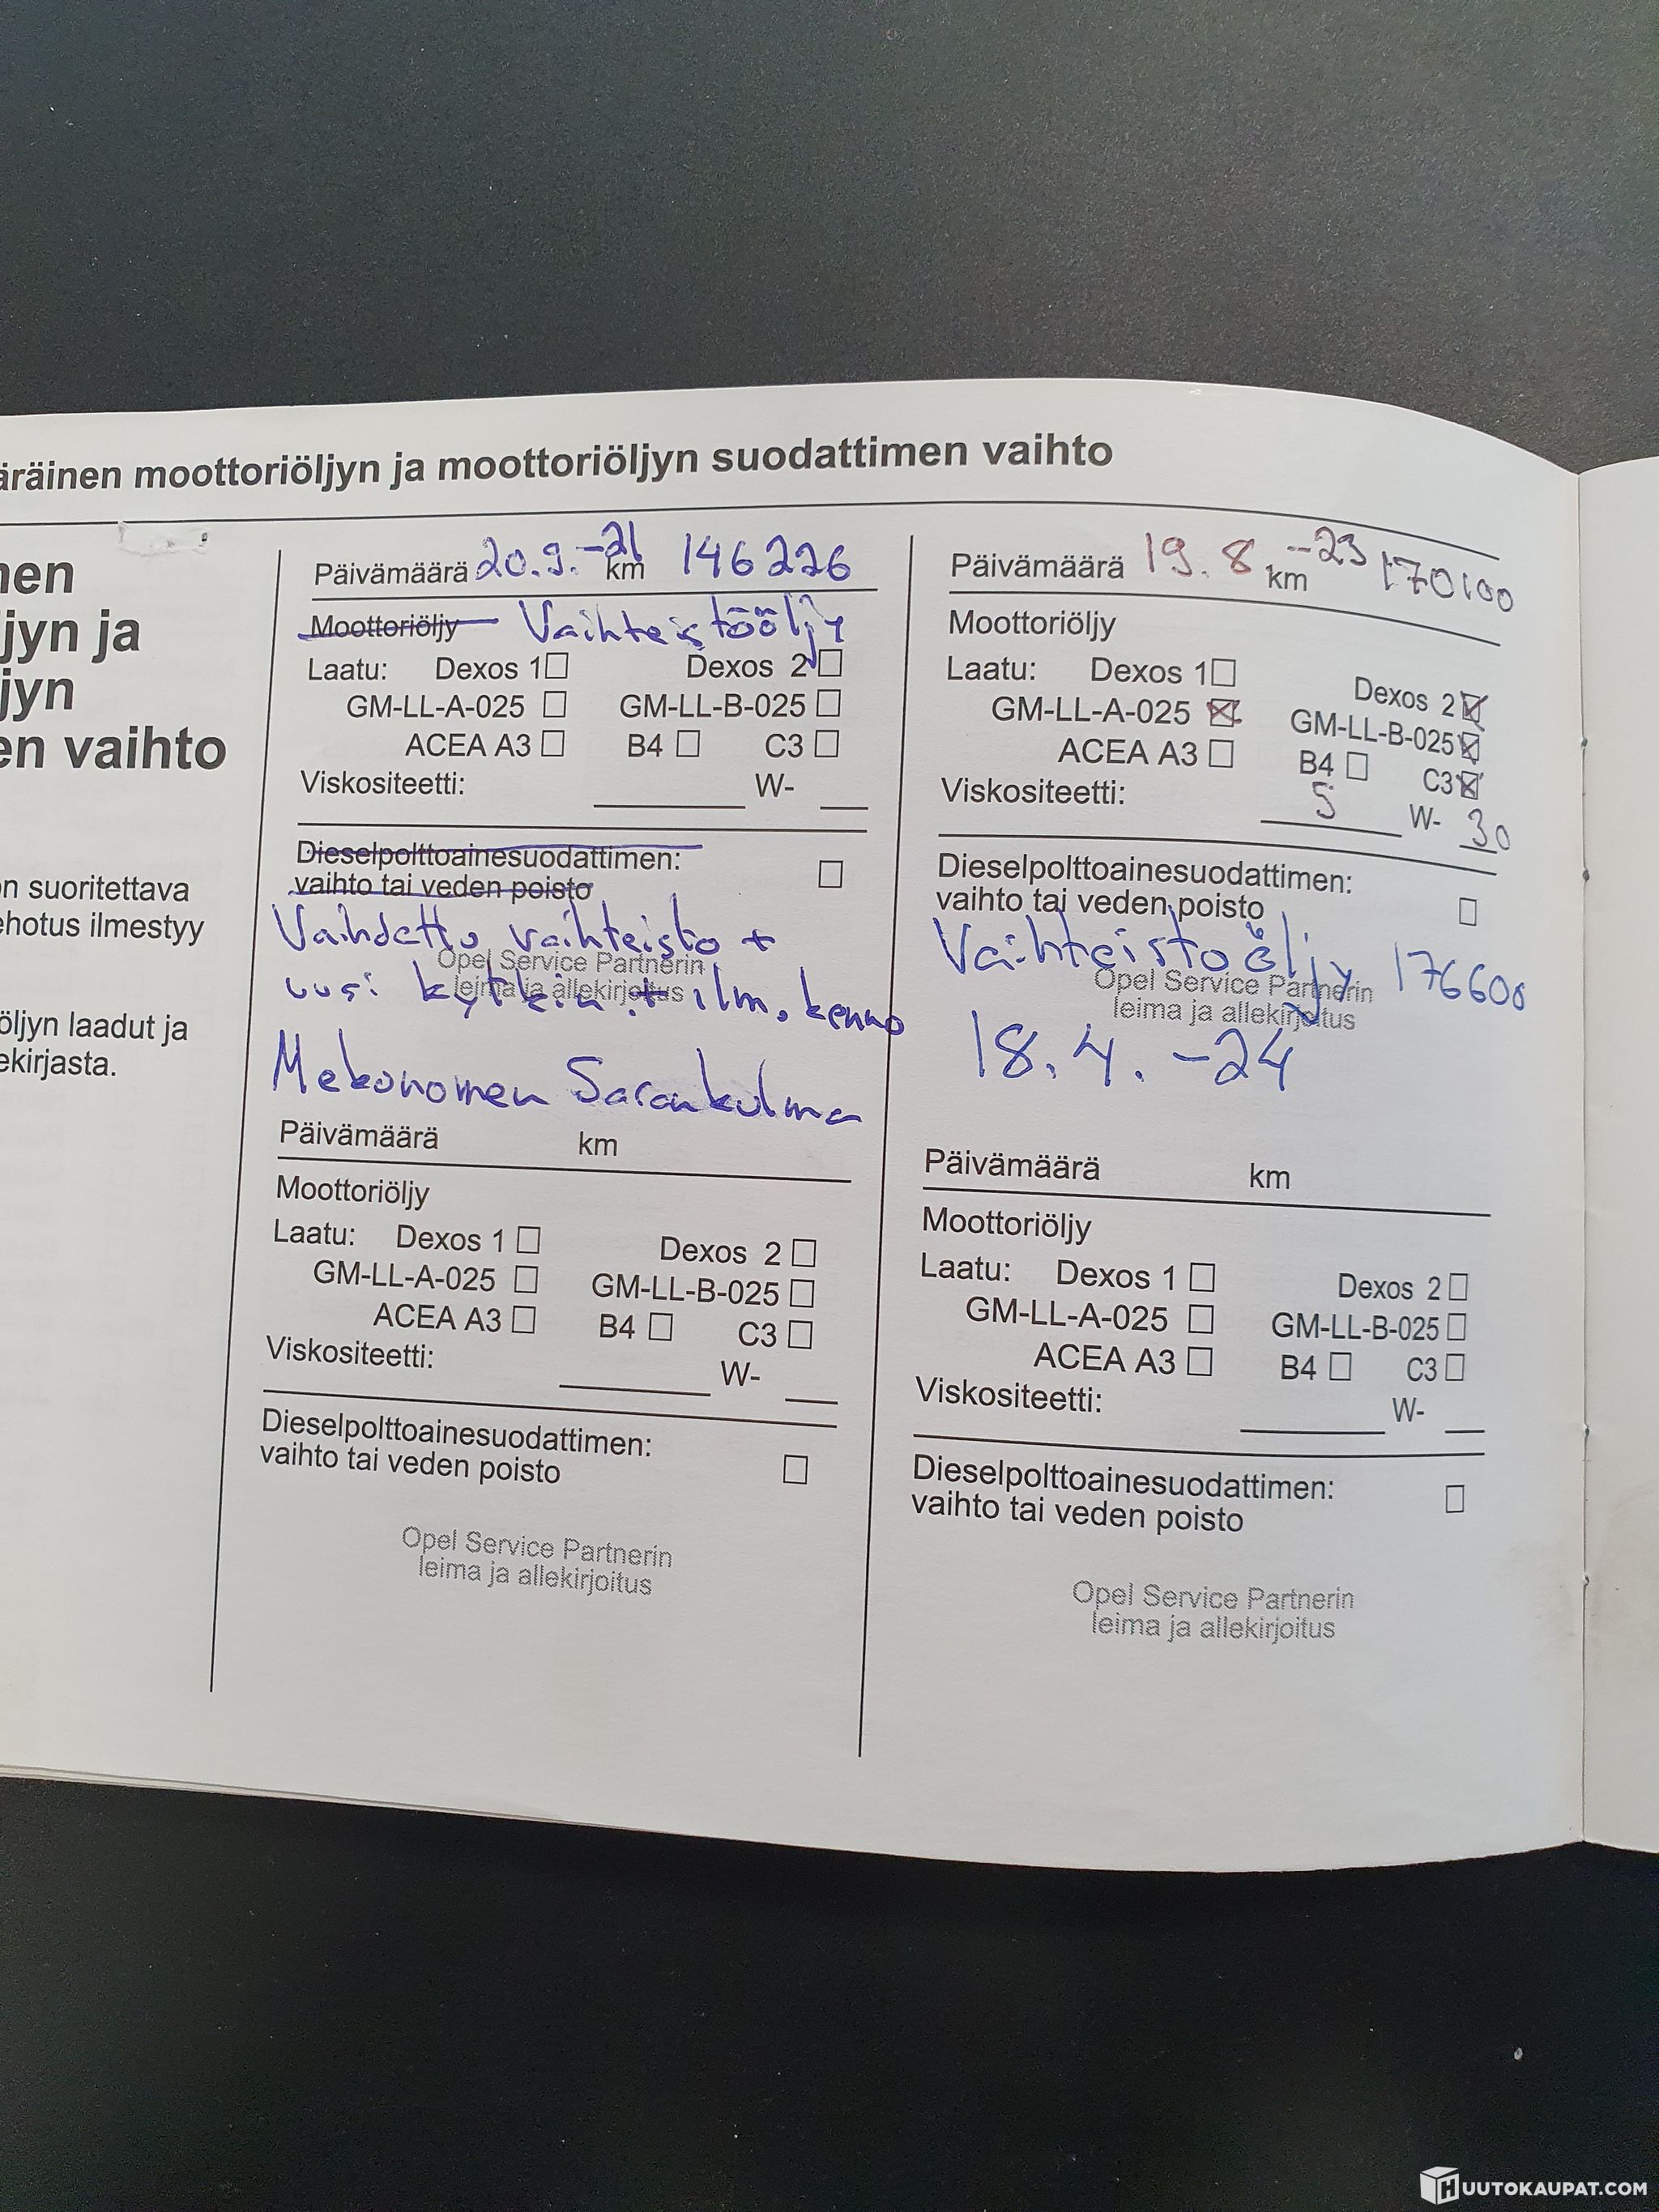 äräinen moottoriöljyn ja moottoriöljyn suodattimen vaihto
nen
jyn ja
jyn
en vaihto
n suoritettava
ehotus ilmestyy
öljyn laadut ja
ekirjasta.
Päivämäärä 20.9.-21 km 146226
Moottoriöljy Vaihteistööljy
Laatu: Dexos 1 Dexos 2
GM-LL-A-025 GM-LL-B-025
ACEA A3 B4 C3
Viskositeetti: W-
Dieselpolttoainesuodattimen:
vaihto tai veden poisto
Vaihdettu vaihteisto +
Opel Service Partnerin
uusi kytkin + ilm. kenno
leima ja allekirjoitus
Mekonomen Sarankulma
Päivämäärä km
Moottoriöljy
Laatu: Dexos 1 Dexos 2
GM-LL-A-025 GM-LL-B-025
ACEA A3 B4 C3
Viskositeetti: W-
Dieselpolttoainesuodattimen:
vaihto tai veden poisto
Opel Service Partnerin
leima ja allekirjoitus
Päivämäärä 19.8 -23 km 170100
Moottoriöljy
Laatu: Dexos 1 Dexos 2
GM-LL-A-025 GM-LL-B-025
ACEA A3 B4 C3
Viskositeetti: 5 W- 30
Dieselpolttoainesuodattimen:
vaihto tai veden poisto
Vaihteistoöljy 176600
Opel Service Partnerin
leima ja allekirjoitus
18.4.-24
Päivämäärä km
Moottoriöljy
Laatu: Dexos 1 Dexos 2
GM-LL-A-025 GM-LL-B-025
ACEA A3 B4 C3
Viskositeetti: W-
Dieselpolttoainesuodattimen:
vaihto tai veden poisto
Opel Service Partnerin
leima ja allekirjoitus
HUUTOKAUPAT.COM